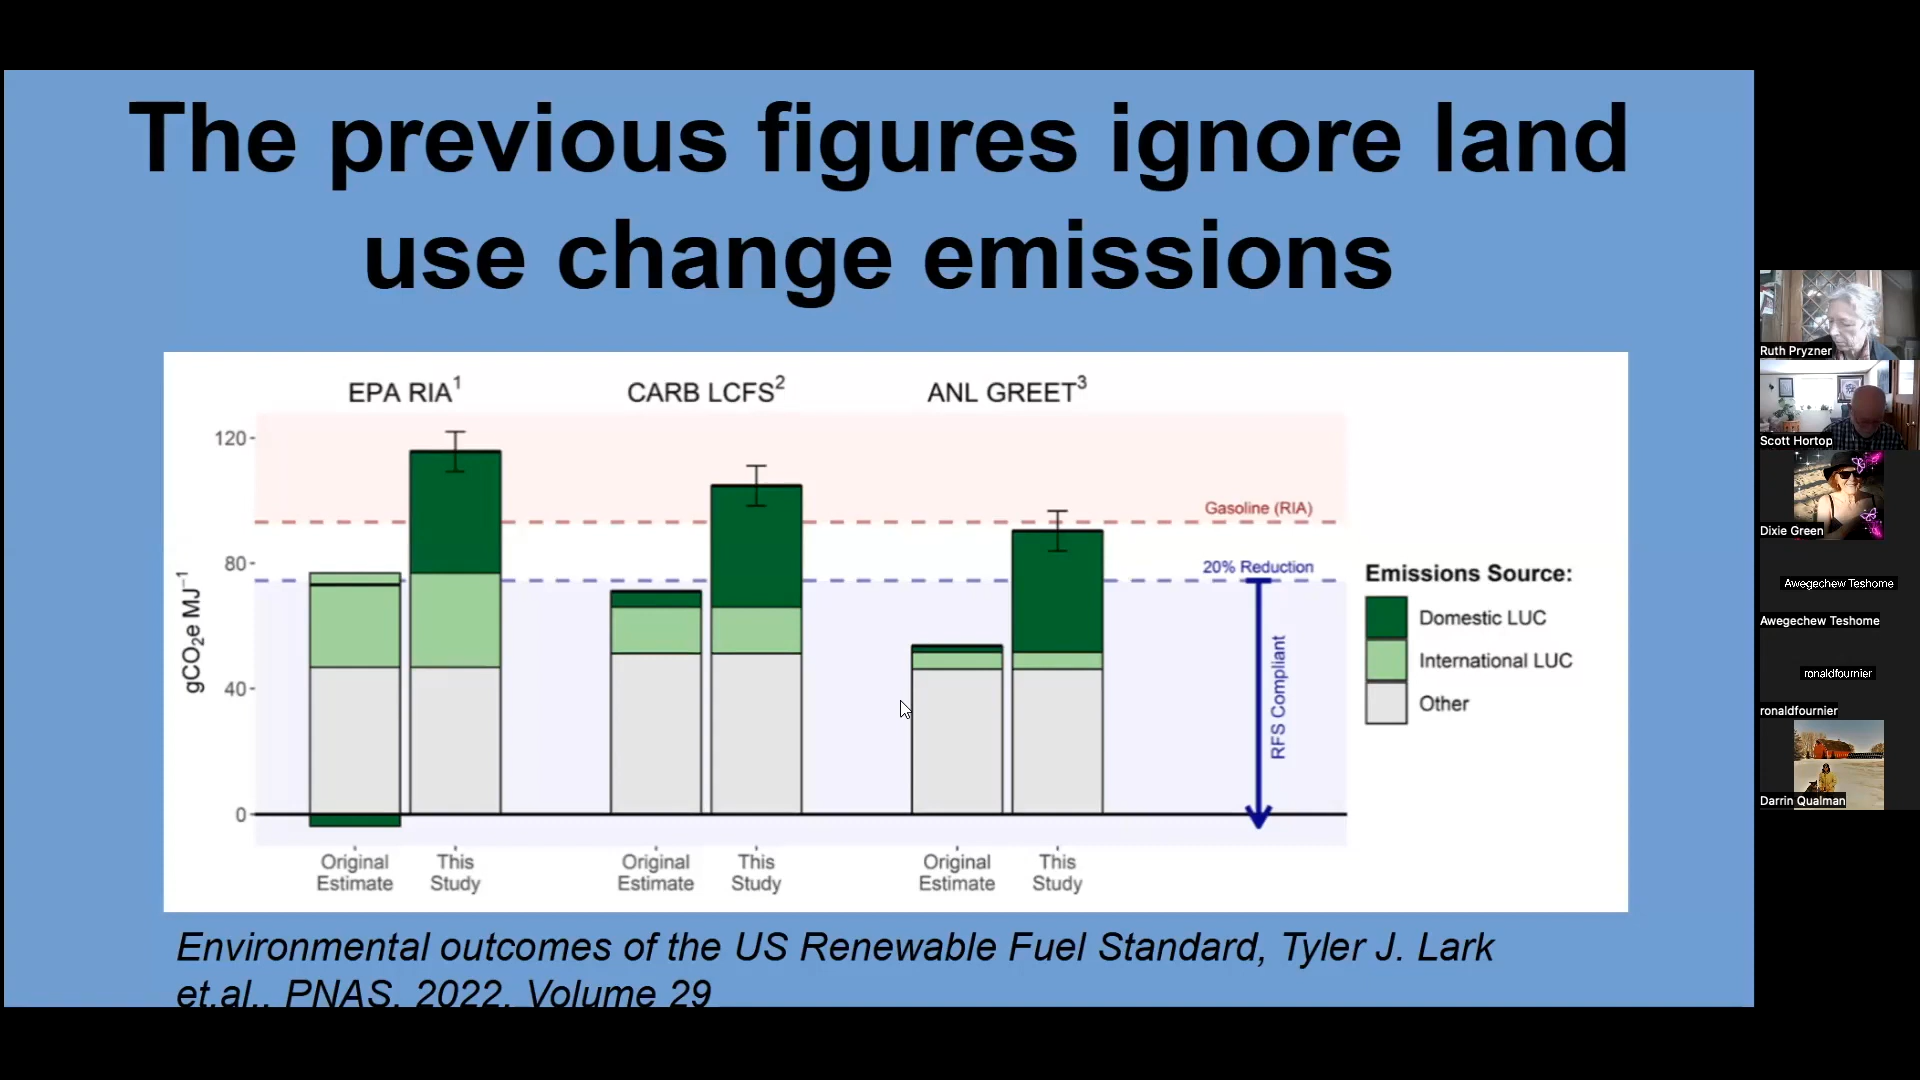 The previous figures ignore land
use change emissions
EPA RIA¹
CARB LCFS²
ANL GREET³
120
80
40
0
gCO₂e MJ⁻¹
Gasoline (RIA)
20% Reduction
RFS Compliant
Original
Estimate
This
Study
Original
Estimate
This
Study
Original
Estimate
This
Study
Emissions Source:
Domestic LUC
International LUC
Other
Environmental outcomes of the US Renewable Fuel Standard, Tyler J. Lark
et.al., PNAS, 2022, Volume 29
Ruth Pryzner
Scott Hortop
Dixie Green
Awegechew Teshome
Awegechew Teshome
ronaldfournier
ronaldfournier
Darrin Qualman